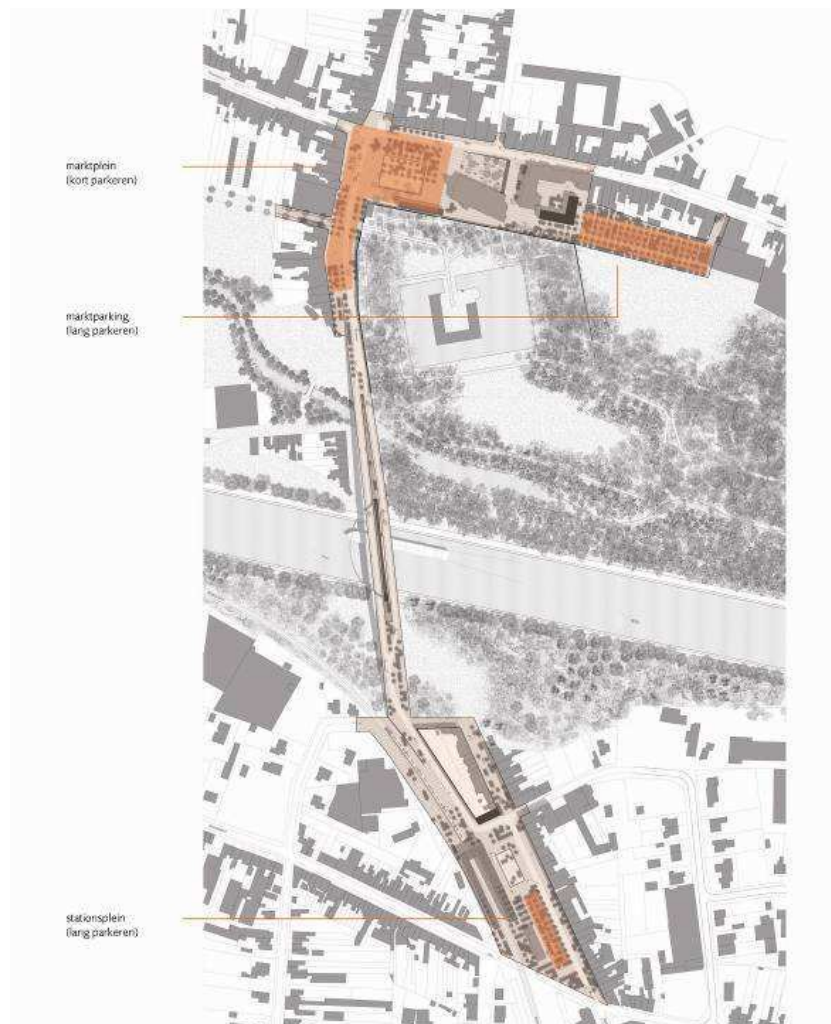 marktplein
(kort parkeren)
marktparking
(lang parkeren)
stationsplein
(lang parkeren)